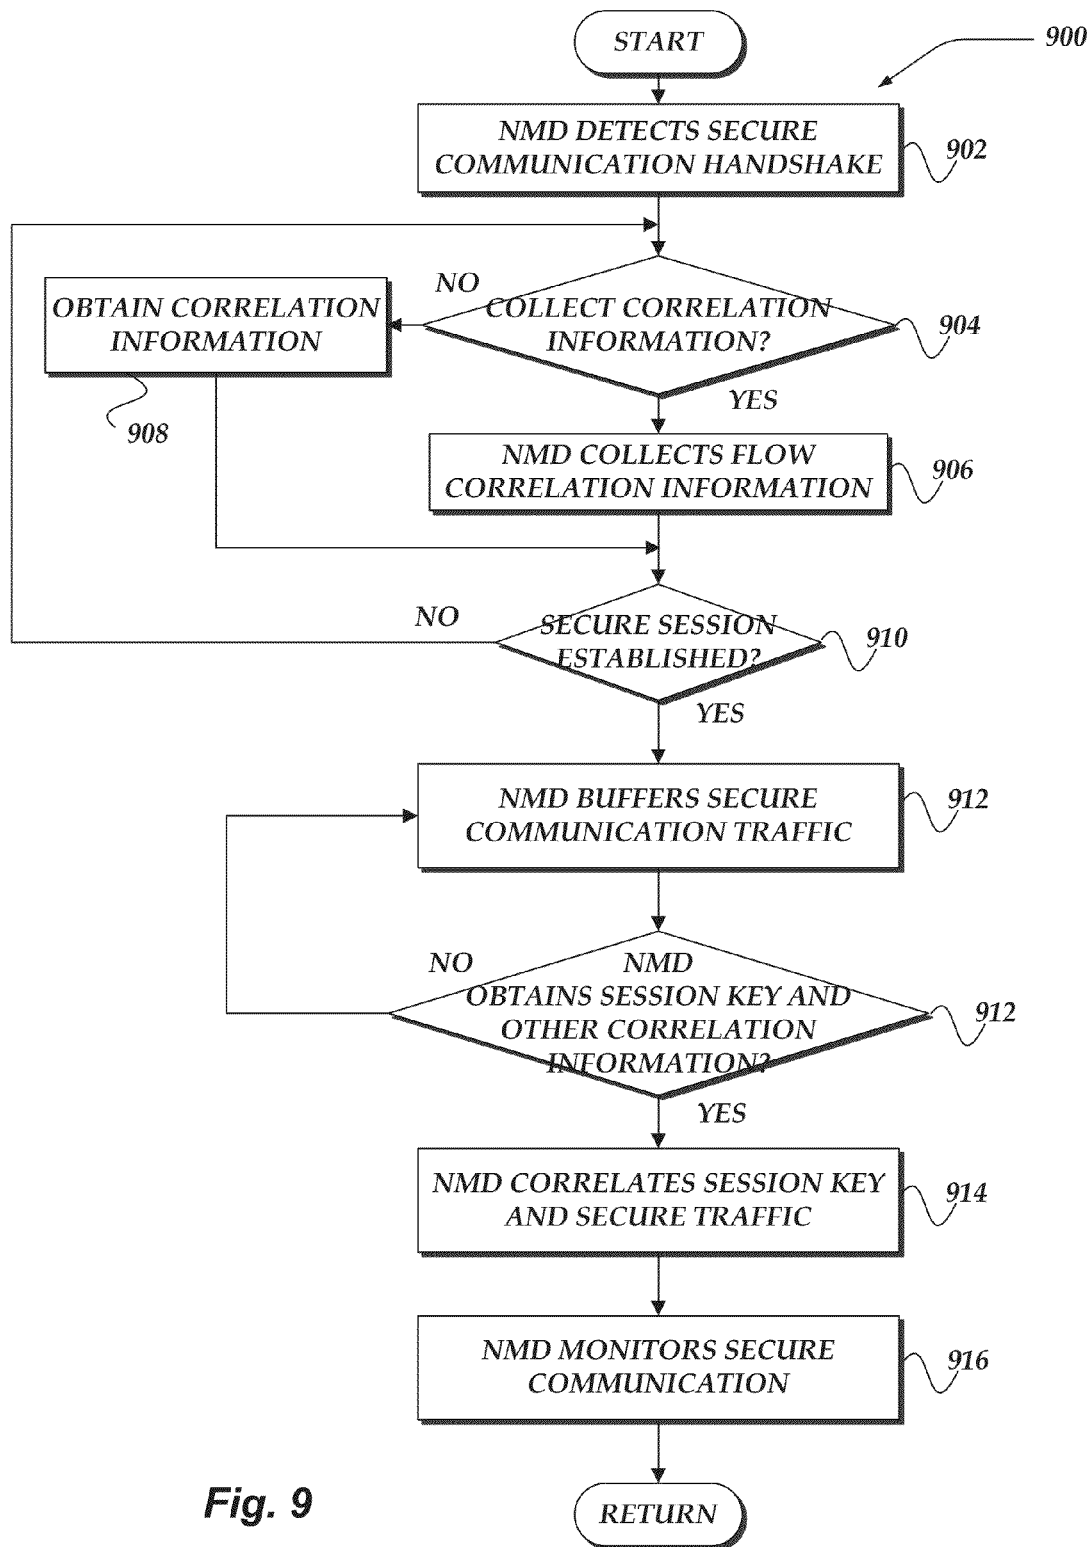 START
900
NMD DETECTS SECURE
COMMUNICATION HANDSHAKE
902
NO
COLLECT CORRELATION
INFORMATION?
904
OBTAIN CORRELATION
INFORMATION
908
YES
NMD COLLECTS FLOW
CORRELATION INFORMATION
906
NO
SECURE SESSION
ESTABLISHED?
910
YES
NMD BUFFERS SECURE
COMMUNICATION TRAFFIC
912
NO
NMD
OBTAINS SESSION KEY AND
OTHER CORRELATION
INFORMATION?
912
YES
NMD CORRELATES SESSION KEY
AND SECURE TRAFFIC
914
NMD MONITORS SECURE
COMMUNICATION
916
RETURN
Fig. 9